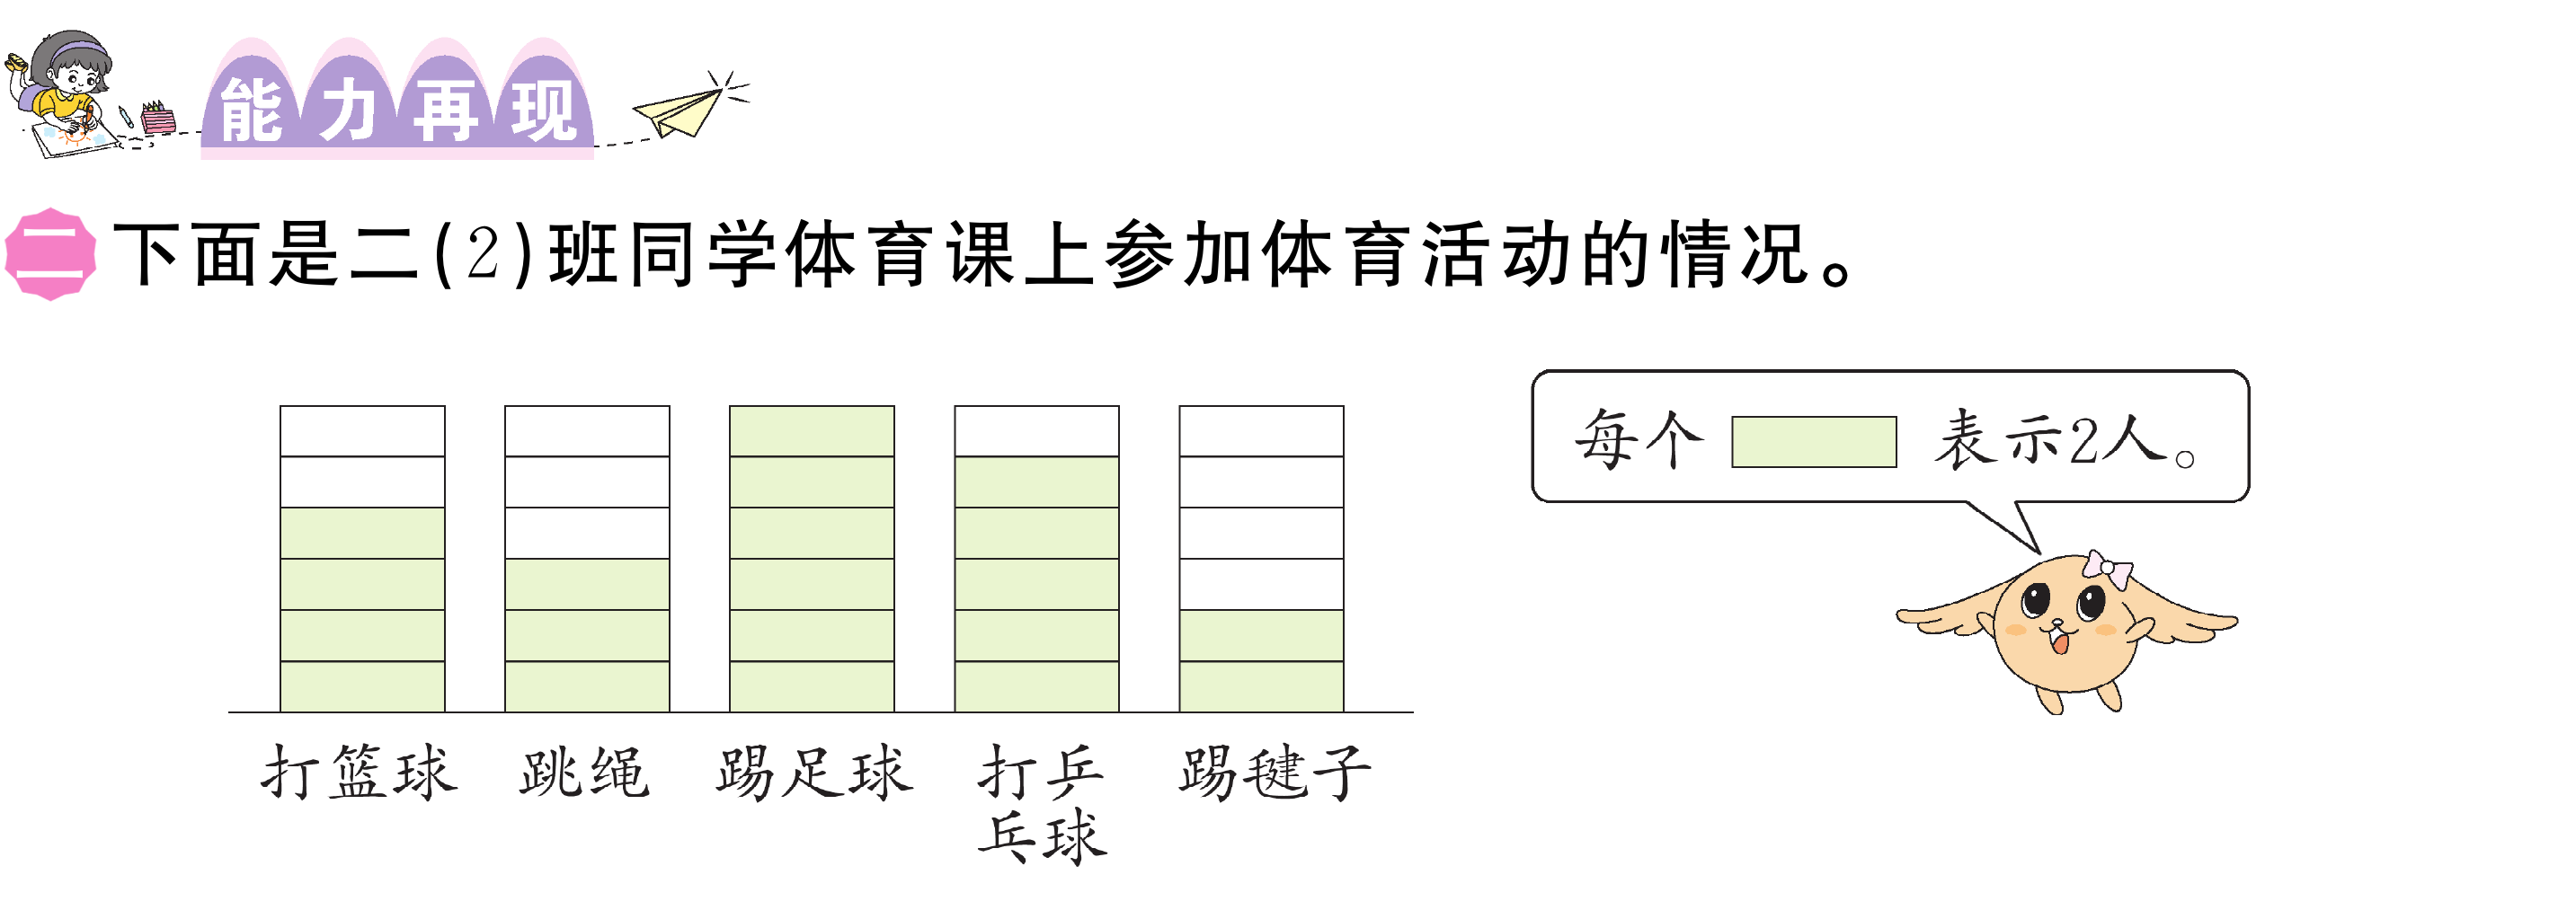 能力再现
二 下面是二(2)班同学体育课上参加体育活动的情况。
每个 表示2人。
打篮球 跳绳 踢足球 打乒乓球 踢毽子